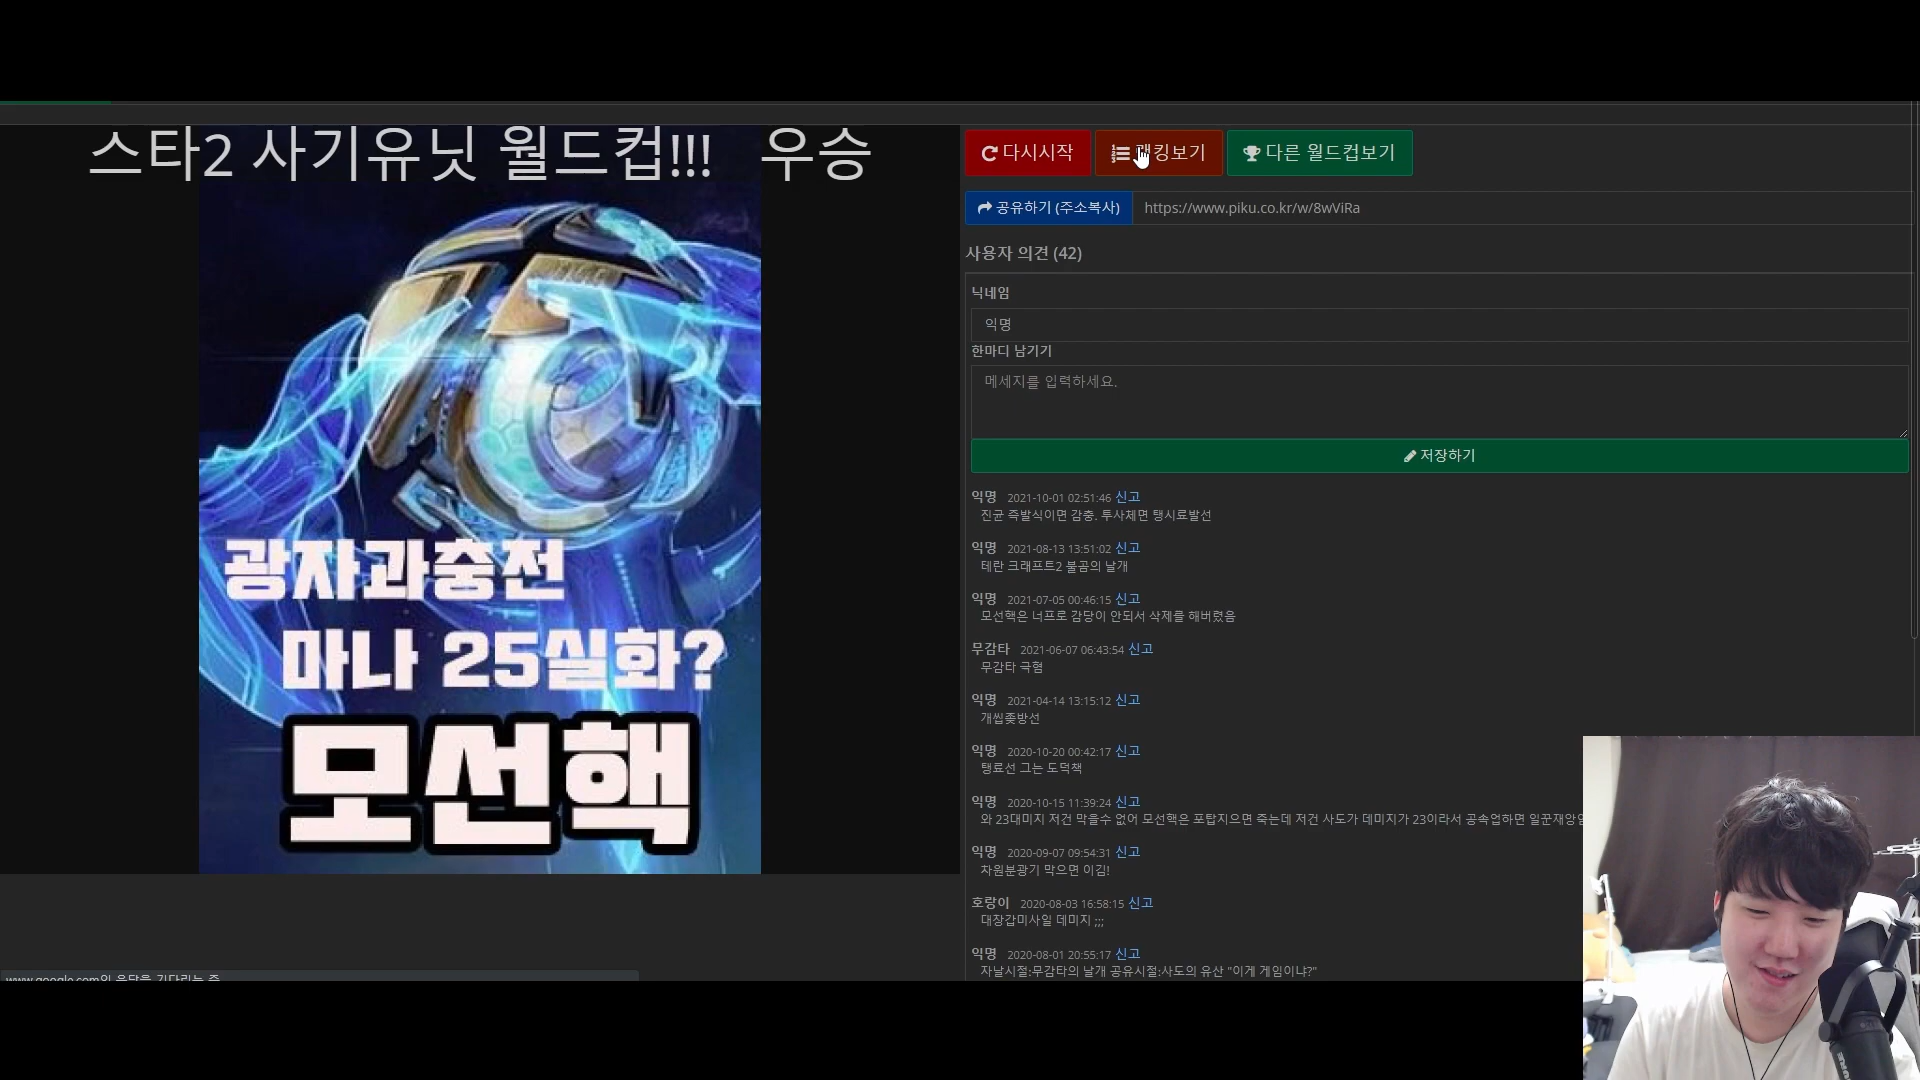 스타2 사기유닛 월드컵!!! 우승
광자과충전
마나 25실화?
모선핵
다시시작
랭킹보기
다른 월드컵보기
공유하기 (주소복사)
https://www.piku.co.kr/w/8wViRa
사용자 의견 (42)
닉네임
익명
한마디 남기기
메세지를 입력하세요.
저장하기
익명 2021-10-01 02:51:46 신고
진균 즉발식이면 감충. 투사체면 탱시료발선
익명 2021-08-13 13:51:02 신고
테란 크래프트2 불곰의 날개
익명 2021-07-05 00:46:15 신고
모선핵은 너프로 감당이 안되서 삭제를 해버렸음
무감타 2021-06-07 06:43:54 신고
무감타 극혐
익명 2021-04-14 13:15:12 신고
개씹좆방선
익명 2020-10-20 00:42:17 신고
탱료선 그는 도덕책
익명 2020-10-15 11:39:24 신고
와 23대미지 저건 막을수 없어 모선핵은 포탑지으면 죽는데 저건 사도가 데미지가 23이라서 공속업하면 일꾼재앙
익명 2020-09-07 09:54:31 신고
차원분광기 막으면 이김!
호랑이 2020-08-03 16:58:15 신고
대장갑미사일 데미지 ;;;
익명 2020-08-01 20:55:17 신고
자날시절:무감타의 날개 공유시절:사도의 유산 "이게 게임이냐?"
www.google.com의 응답을 기다리는 중